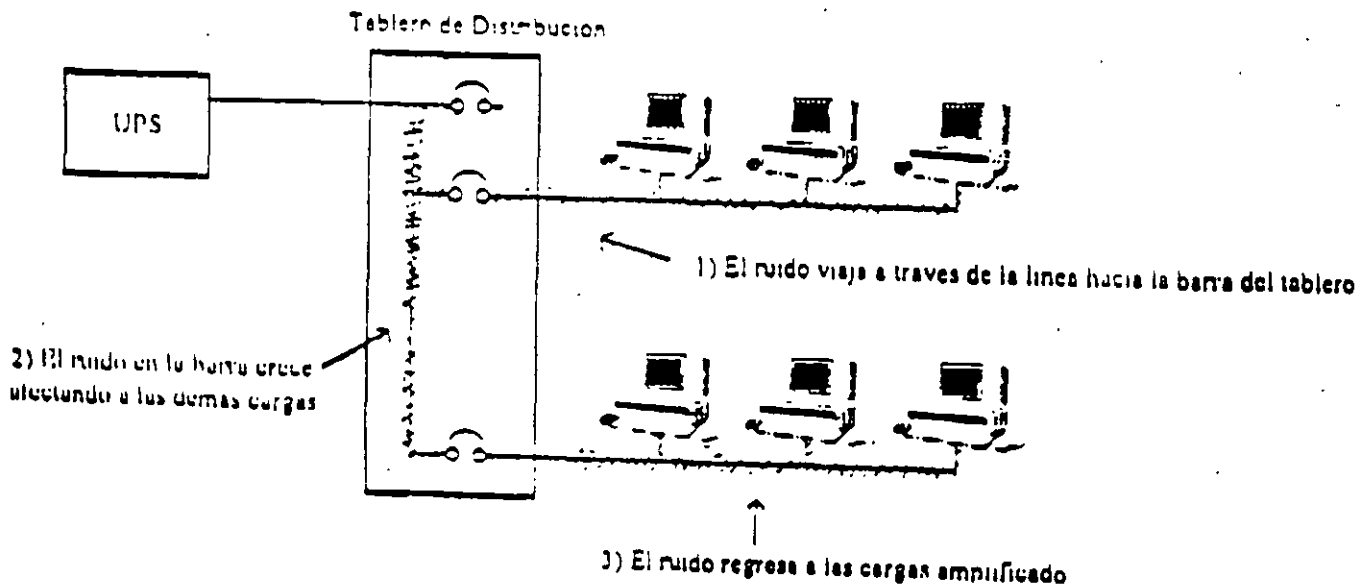 Tablero de Distribucion
UPS
1) El ruido viaja a traves de la linea hacia la barra del tablero
2) El ruido en la barra crece
afectando a las demas cargas
3) El ruido regresa a las cargas amplificado